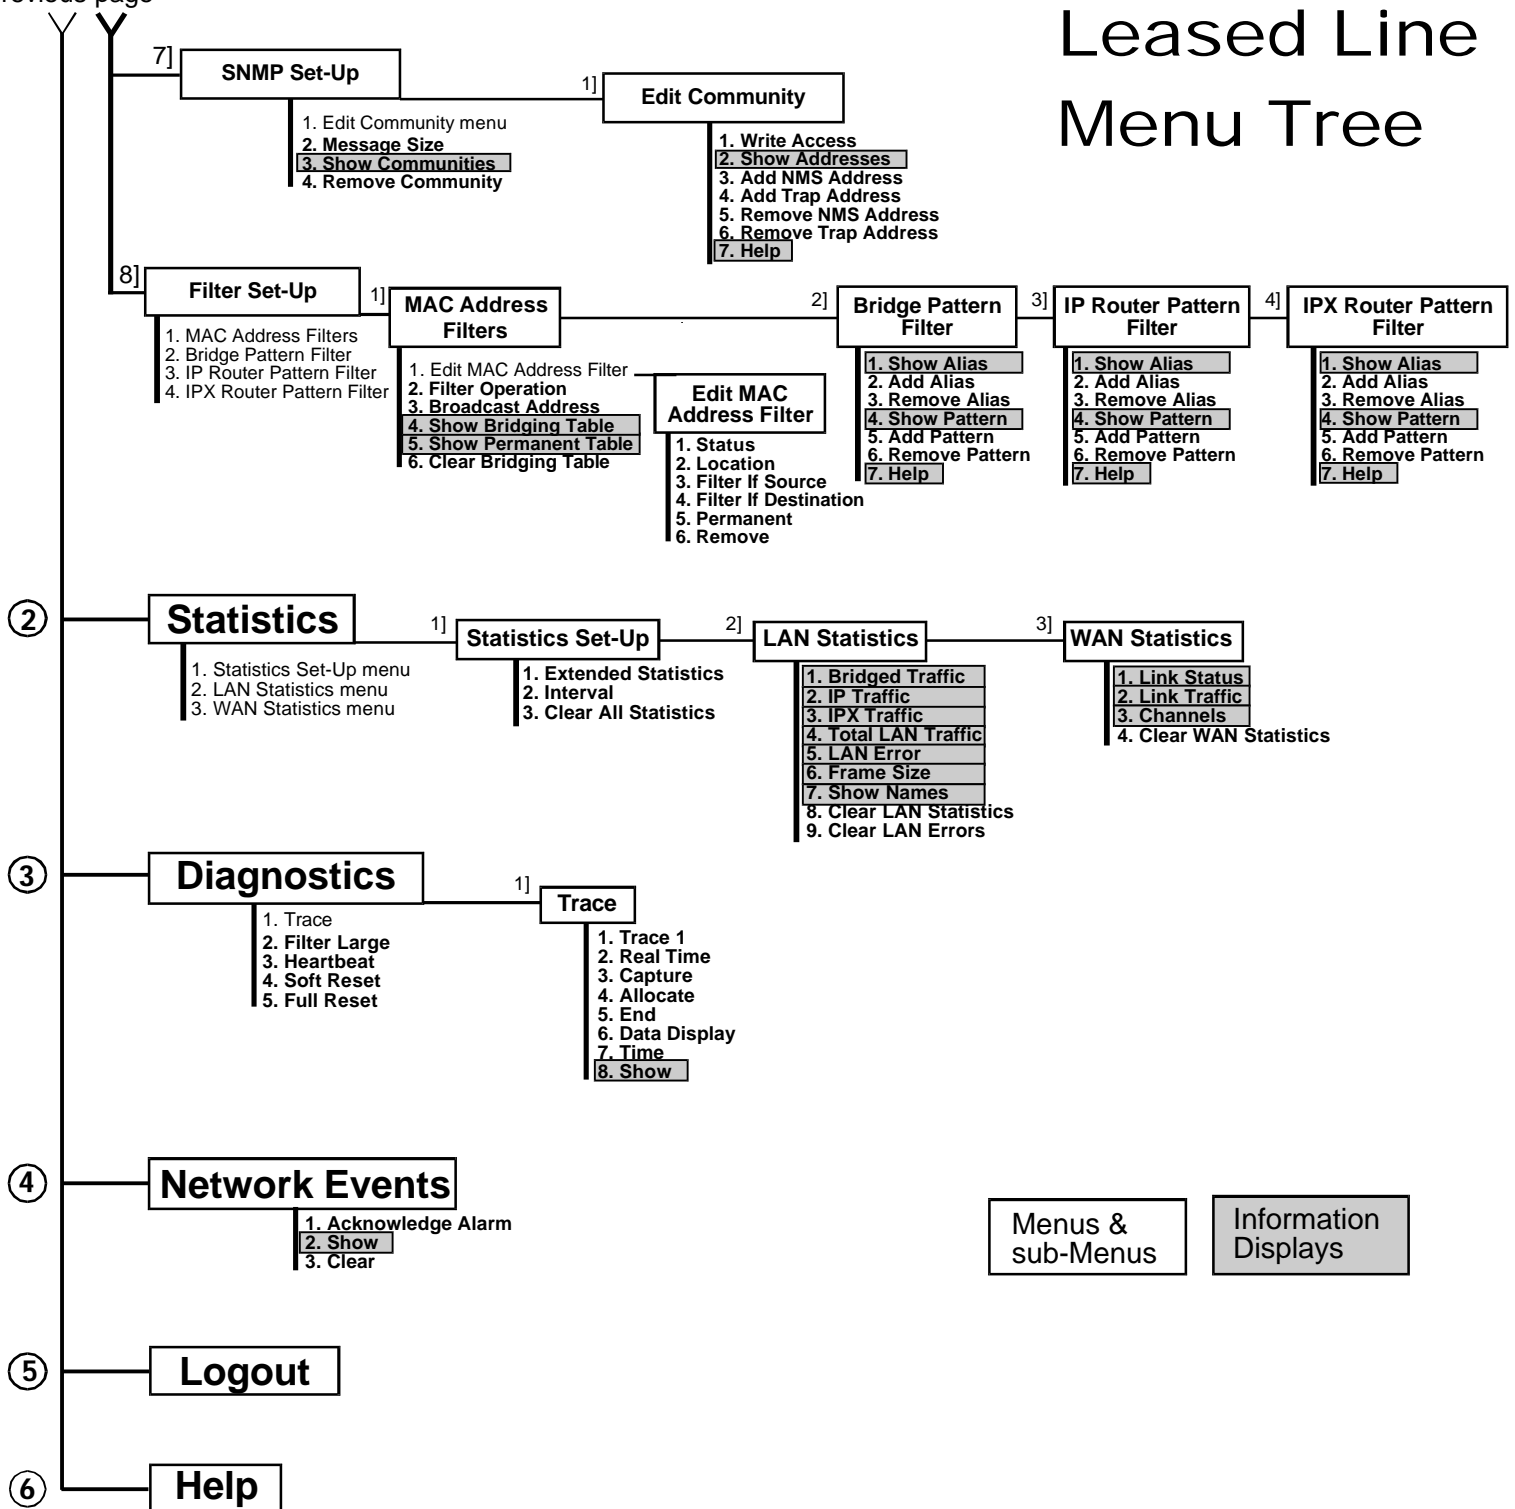 Leased Line
Menu Tree
7]
SNMP Set-Up
1. Edit Community menu
2. Message Size
3. Show Communities
4. Remove Community
1]
Edit Community
1. Write Access
2. Show Addresses
3. Add NMS Address
4. Add Trap Address
5. Remove NMS Address
6. Remove Trap Address
7. Help
8]
Filter Set-Up
1. MAC Address Filters
2. Bridge Pattern Filter
3. IP Router Pattern Filter
4. IPX Router Pattern Filter
1]
MAC Address
Filters
1. Edit MAC Address Filter
2. Filter Operation
3. Broadcast Address
4. Show Bridging Table
5. Show Permanent Table
6. Clear Bridging Table
Edit MAC
Address Filter
1. Status
2. Location
3. Filter If Source
4. Filter If Destination
5. Permanent
6. Remove
2]
Bridge Pattern
Filter
1. Show Alias
2. Add Alias
3. Remove Alias
4. Show Pattern
5. Add Pattern
6. Remove Pattern
7. Help
3]
IP Router Pattern
Filter
1. Show Alias
2. Add Alias
3. Remove Alias
4. Show Pattern
5. Add Pattern
6. Remove Pattern
7. Help
4]
IPX Router Pattern
Filter
1. Show Alias
2. Add Alias
3. Remove Alias
4. Show Pattern
5. Add Pattern
6. Remove Pattern
7. Help
2
Statistics
1. Statistics Set-Up menu
2. LAN Statistics menu
3. WAN Statistics menu
1]
Statistics Set-Up
1. Extended Statistics
2. Interval
3. Clear All Statistics
2]
LAN Statistics
1. Bridged Traffic
2. IP Traffic
3. IPX Traffic
4. Total LAN Traffic
5. LAN Error
6. Frame Size
7. Show Names
8. Clear LAN Statistics
9. Clear LAN Errors
3]
WAN Statistics
1. Link Status
2. Link Traffic
3. Channels
4. Clear WAN Statistics
3
Diagnostics
1. Trace
2. Filter Large
3. Heartbeat
4. Soft Reset
5. Full Reset
1]
Trace
1. Trace 1
2. Real Time
3. Capture
4. Allocate
5. End
6. Data Display
7. Time
8. Show
4
Network Events
1. Acknowledge Alarm
2. Show
3. Clear
Menus &
sub-Menus
Information
Displays
5
Logout
6
Help